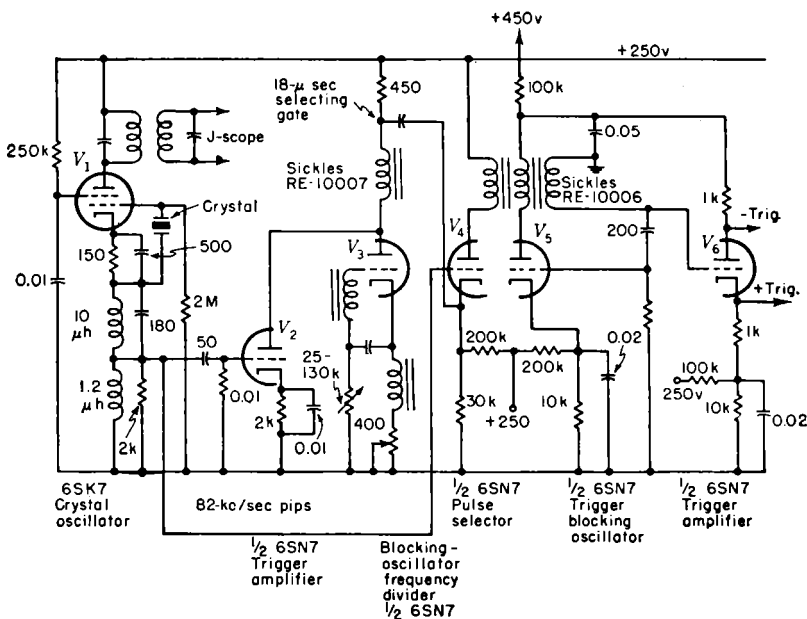 +450v
+250v
18-μ sec
selecting
gate
450
100k
J-scope
0.05
250k
V1
Sickles
RE-10007
Sickles
RE-10006
1k
-Trig.
Crystal
V4
V5
200
V6
150
500
V3
+Trig.
0.01
2M
10
μh
180
50
V2
25-
130k
200k
200k
0.02
1k
1.2
μh
0.01
100k
250v
2k
2k
0.01
400
30k
+250
10k
10k
0.02
6SK7
Crystal
oscillator
82-kc/sec pips
1/2 6SN7
Trigger
amplifier
Blocking-
oscillator
frequency
divider
1/2 6SN7
1/2 6SN7
Pulse
selector
1/2 6SN7
Trigger
blocking
oscillator
1/2 6SN7
Trigger
amplifier